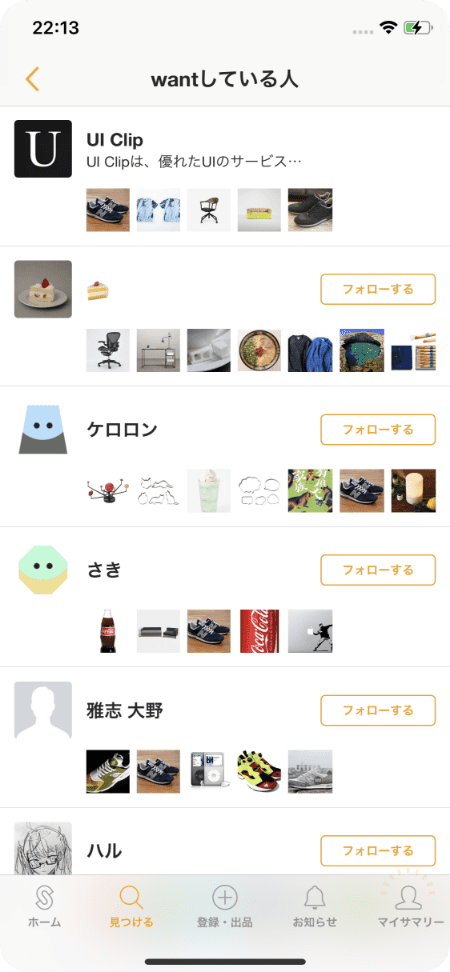 22:13
wantしている人
U
UI Clip
UI Clipは、優れたUIのサービス…
🍰
フォローする
ケロロン
フォローする
さき
フォローする
Coca-Cola
雅志 大野
フォローする
ハル
フォローする
ホーム
見つける
登録・出品
お知らせ
マイサマリー